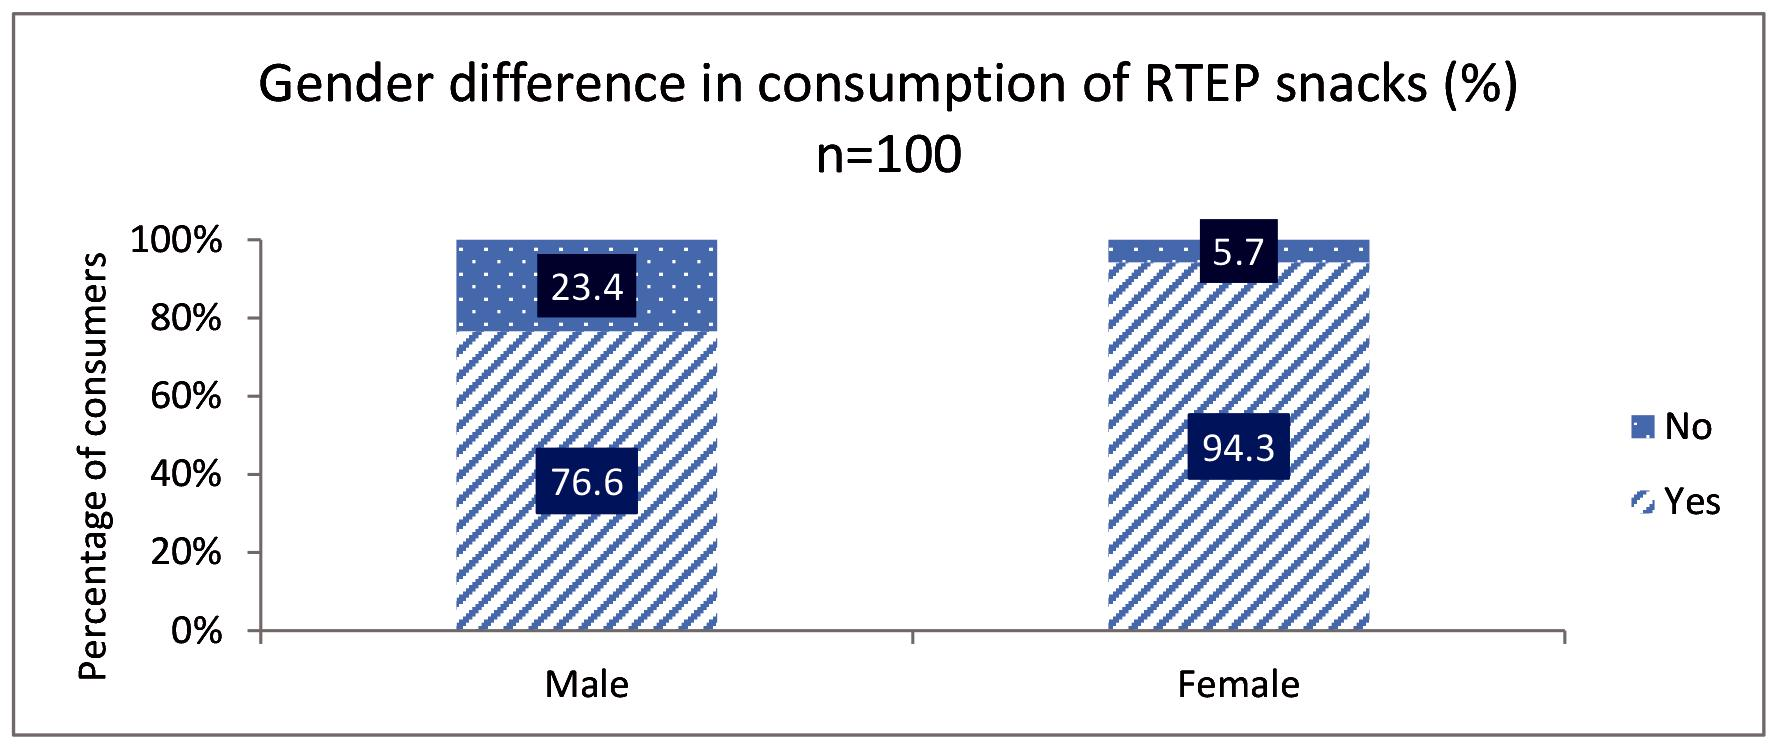 Gender difference in consumption of RTEP snacks (%)
n=100
Percentage of consumers
100%
80%
60%
40%
20%
0%
23.4
76.6
5.7
94.3
Male
Female
No
Yes